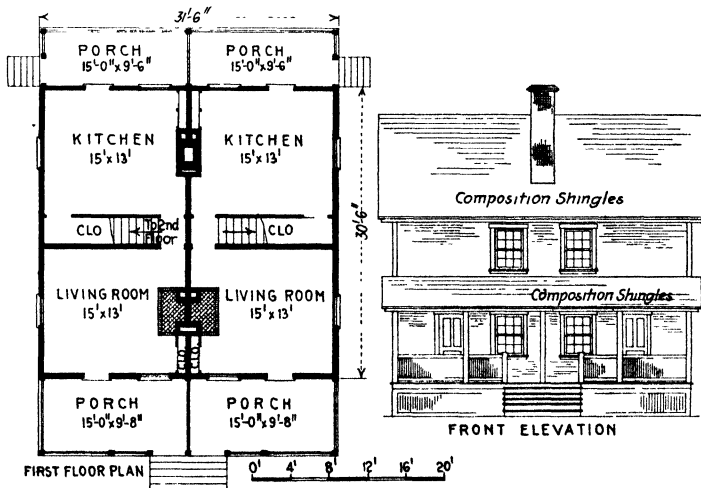 31'-6"
PORCH
15'-0"x9'-6"
PORCH
15'-0"x9'-6"
KITCHEN
15'x13'
KITCHEN
15'x13'
CLO
To 2nd
Floor
CLO
30'-6"
LIVING ROOM
15'x13'
LIVING ROOM
15'x13'
PORCH
15'-0"x9'-8"
PORCH
15'-0"x9'-8"
FIRST FLOOR PLAN
0' 4' 8' 12' 16' 20'
Composition Shingles
Composition Shingles
FRONT ELEVATION